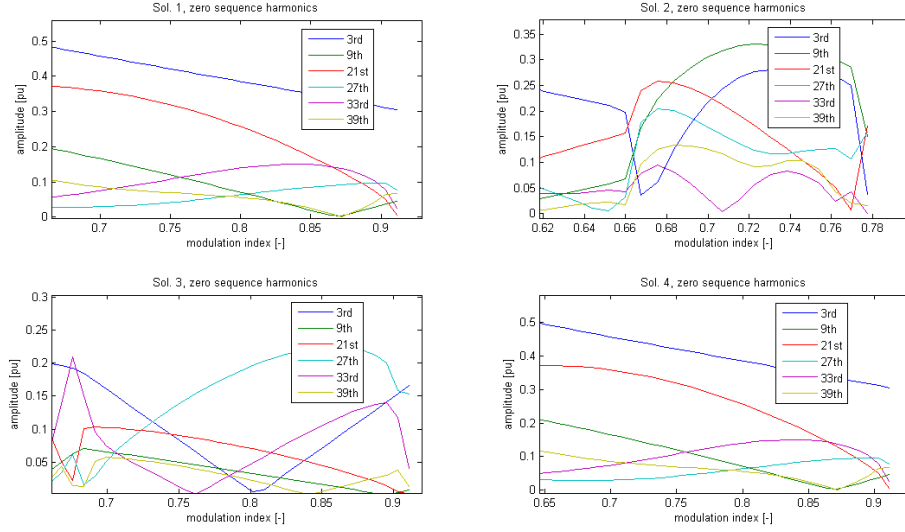 Sol. 1, zero sequence harmonics
amplitude [pu]
0.5
0.4
0.3
0.2
0.1
0
3rd
9th
21st
27th
33rd
39th
0.7
0.75
0.8
0.85
0.9
modulation index [-]
Sol. 2, zero sequence harmonics
amplitude [pu]
0.35
0.3
0.25
0.2
0.15
0.1
0.05
0
3rd
9th
21st
27th
33rd
39th
0.62
0.64
0.66
0.68
0.7
0.72
0.74
0.76
0.78
modulation index [-]
Sol. 3, zero sequence harmonics
amplitude [pu]
0.3
0.25
0.2
0.15
0.1
0.05
3rd
9th
21st
27th
33rd
39th
0.7
0.75
0.8
0.85
0.9
modulation index [-]
Sol. 4, zero sequence harmonics
amplitude [pu]
0.5
0.4
0.3
0.2
0.1
0
3rd
9th
21st
27th
33rd
39th
0.65
0.7
0.75
0.8
0.85
0.9
modulation index [-]